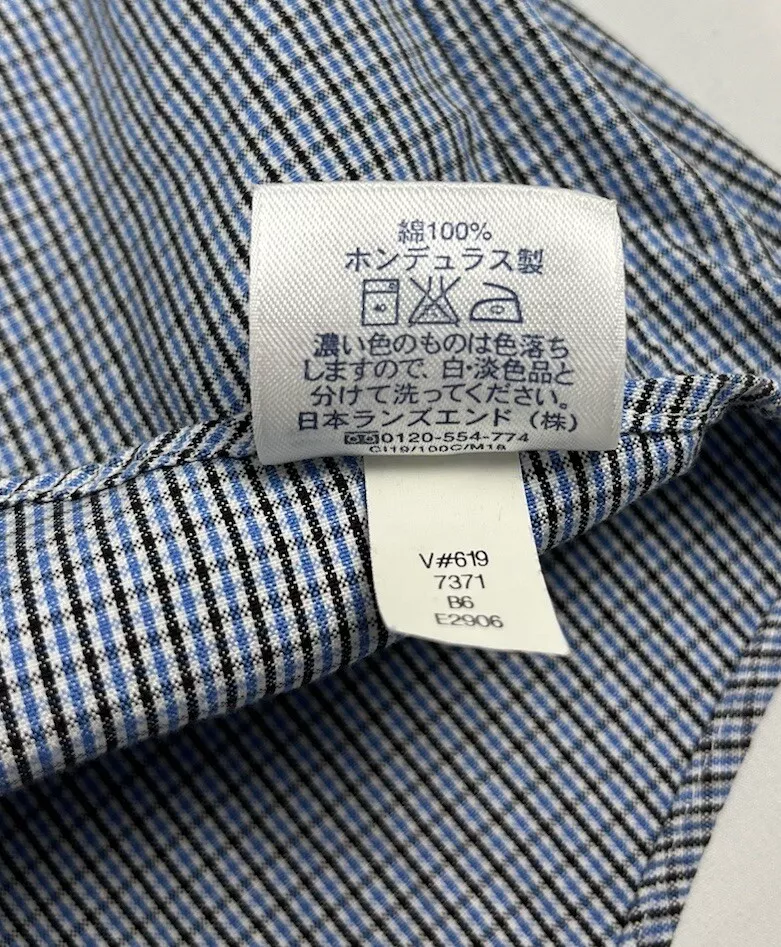 綿100%
ホンデュラス製
濃い色のものは色落ち
しますので、白・淡色品と
分けて洗ってください。
日本ランズエンド（株）
0120-554-774
V#619
7371
B6
E2906